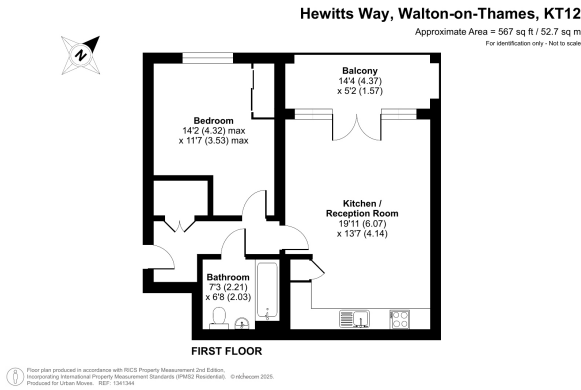 Hewitts Way, Walton-on-Thames, KT12
Approximate Area = 567 sq ft / 52.7 sq m
For identification only - Not to scale
N
Balcony
14'4 (4.37)
x 5'2 (1.57)
Bedroom
14'2 (4.32) max
x 11'7 (3.53) max
Kitchen /
Reception Room
19'11 (6.07)
x 13'7 (4.14)
Bathroom
7'3 (2.21)
x 6'8 (2.03)
FIRST FLOOR
Floor plan produced in accordance with RICS Property Measurement 2nd Edition,
Incorporating International Property Measurement Standards (IPMS2 Residential). © nichecom 2025.
Produced for Urban Moves. REF: 1341344